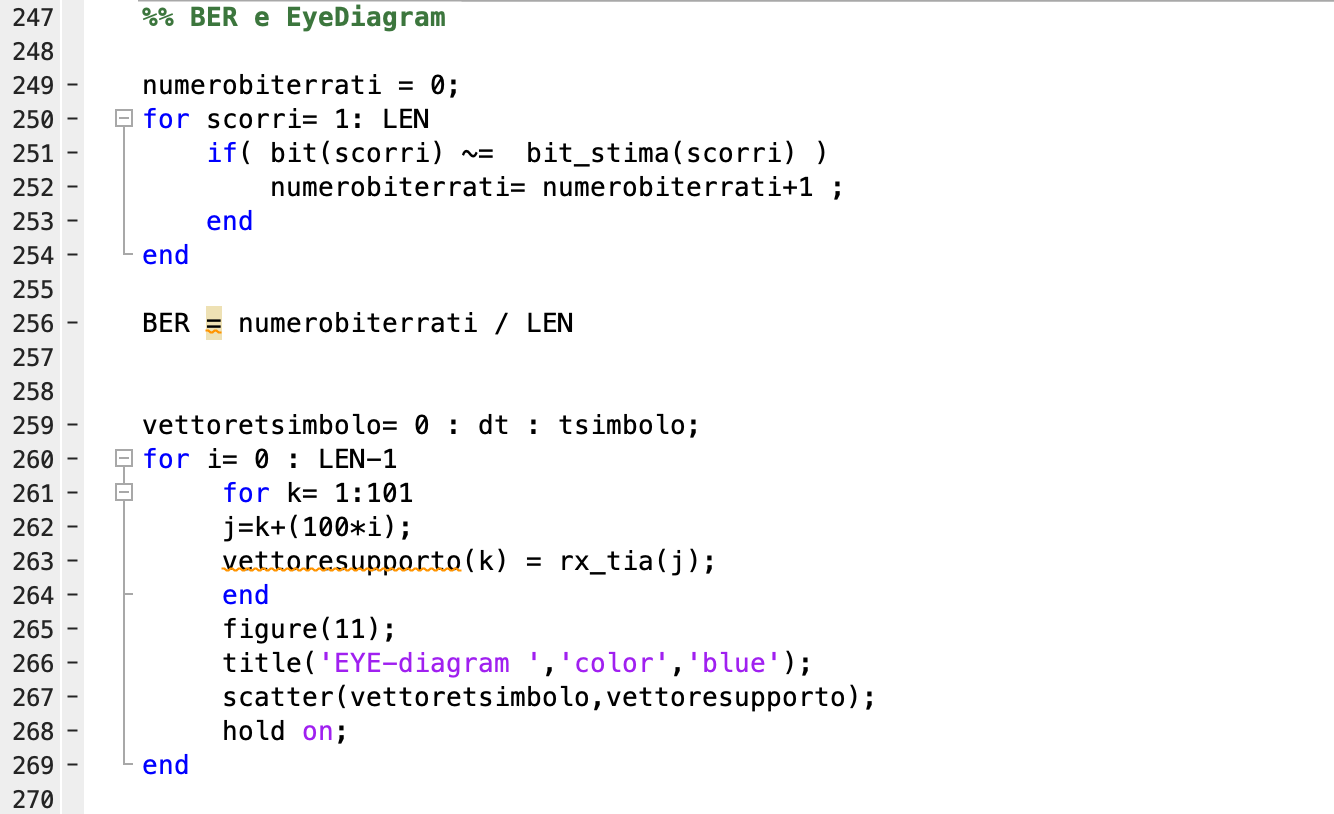 247 %% BER e EyeDiagram
248
249 - numerobiterrati = 0;
250 - for scorri= 1: LEN
251 - if( bit(scorri) ~= bit_stima(scorri) )
252 - numerobiterrati= numerobiterrati+1 ;
253 - end
254 - end
255
256 - BER = numerobiterrati / LEN
257
258
259 - vettoretsimbolo= 0 : dt : tsimbolo;
260 - for i= 0 : LEN-1
261 - for k= 1:101
262 - j=k+(100*i);
263 - vettoresupporto(k) = rx_tia(j);
264 - end
265 - figure(11);
266 - title('EYE-diagram ','color','blue');
267 - scatter(vettoretsimbolo,vettoresupporto);
268 - hold on;
269 - end
270